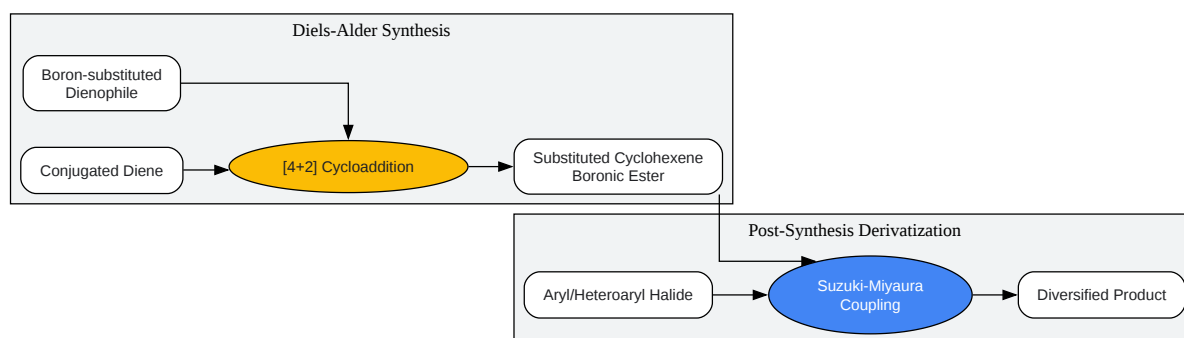 Diels-Alder Synthesis
Boron-substituted
Dienophile
Conjugated Diene
[4+2] Cycloaddition
Substituted Cyclohexene
Boronic Ester
Post-Synthesis Derivatization
Aryl/Heteroaryl Halide
Suzuki-Miyaura
Coupling
Diversified Product